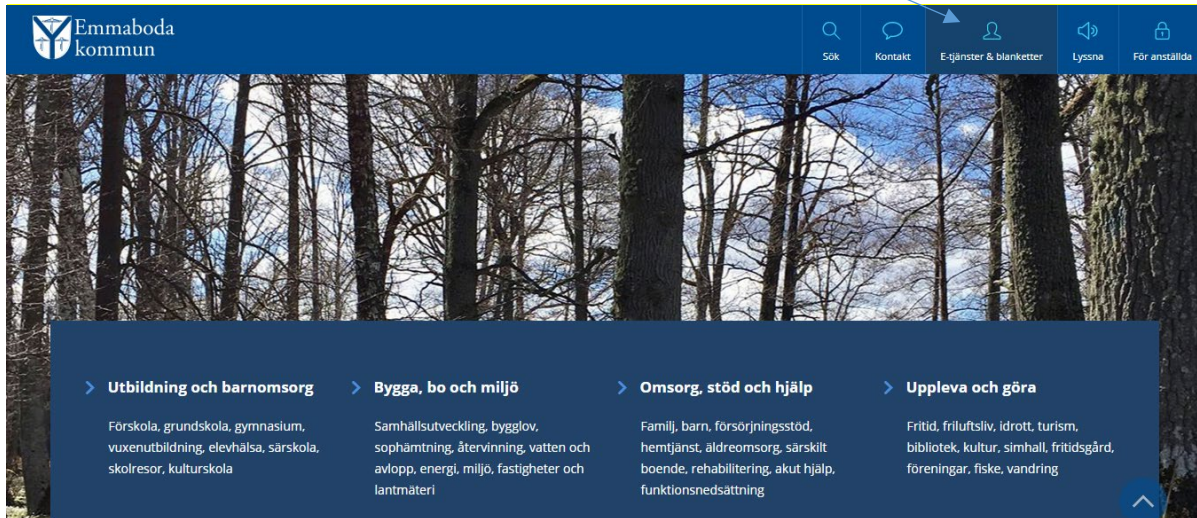 Emmaboda
kommun
Sök
Kontakt
E-tjänster & blanketter
Lyssna
För anställda
Utbildning och barnomsorg
Förskola, grundskola, gymnasium,
vuxenutbildning, elevhälsa, särskola,
skolresor, kulturskola
Bygga, bo och miljö
Samhällsutveckling, bygglov,
sophämtning, återvinning, vatten och
avlopp, energi, miljö, fastigheter och
lantmäteri
Omsorg, stöd och hjälp
Familj, barn, försörjningsstöd,
hemtjänst, äldreomsorg, särskilt
boende, rehabilitering, akut hjälp,
funktionsnedsättning
Uppleva och göra
Fritid, friluftsliv, idrott, turism,
bibliotek, kultur, simhall, fritidsgård,
föreningar, fiske, vandring